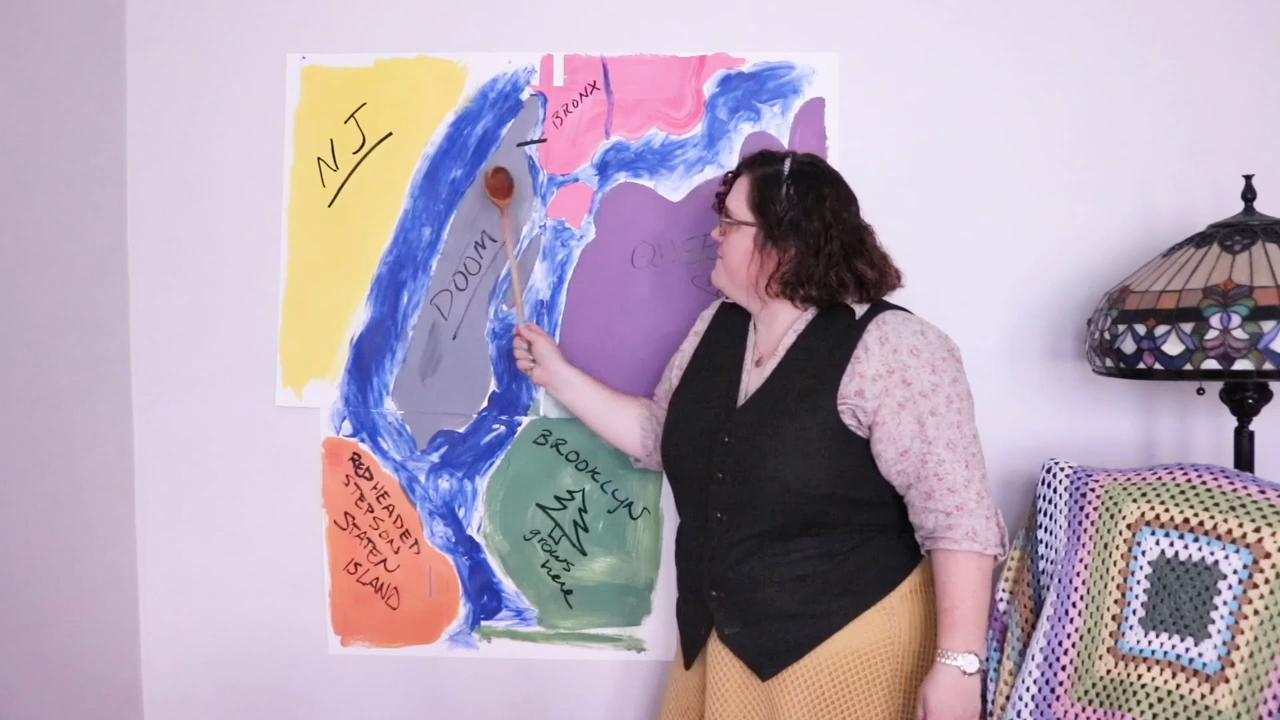 NJ
BRONX
DOOM
BROOKLYN
grows
here
RED HEADED
STEPSON
STATEN
ISLAND